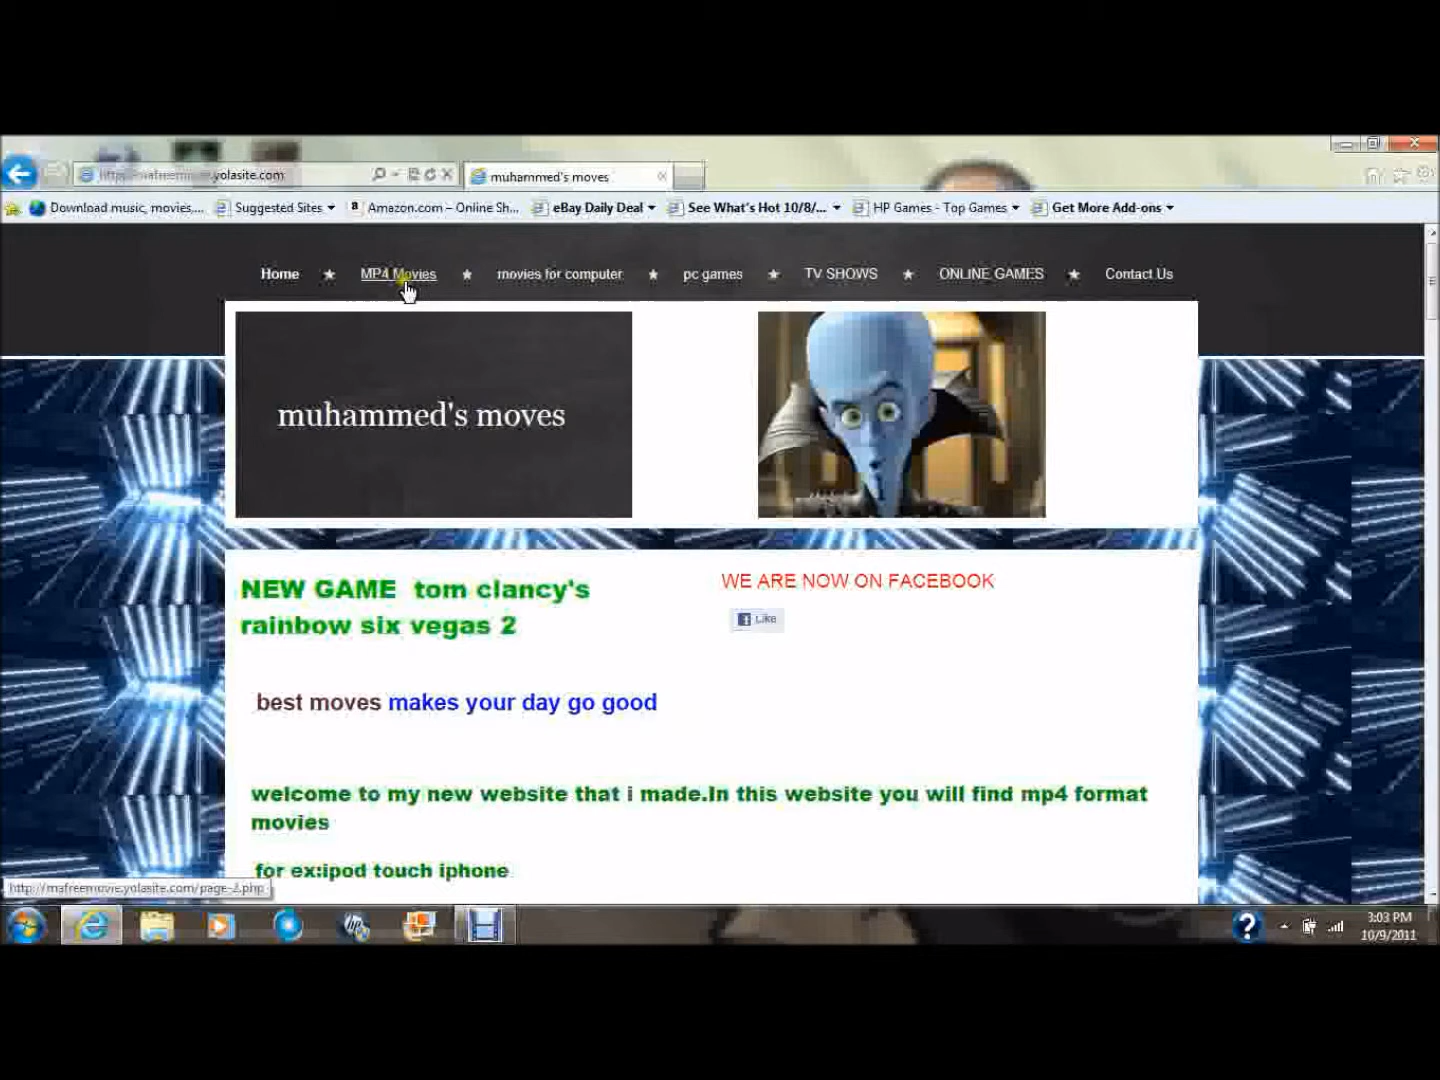 yolasite.com
muhammed's moves
Download music, movies,... Suggested Sites Amazon.com – Online Sh... eBay Daily Deal See What's Hot 10/8/... HP Games - Top Games Get More Add-ons
Home ★ MP4 Movies ★ movies for computer ★ pc games ★ TV SHOWS ★ ONLINE GAMES ★ Contact Us
muhammed's moves
NEW GAME tom clancy's
rainbow six vegas 2
WE ARE NOW ON FACEBOOK
Like
best moves makes your day go good
welcome to my new website that i made.In this website you will find mp4 format
movies
for ex:ipod touch iphone
http://mafreemovie.yolasite.com/page-2.php
3:03 PM
10/9/2011